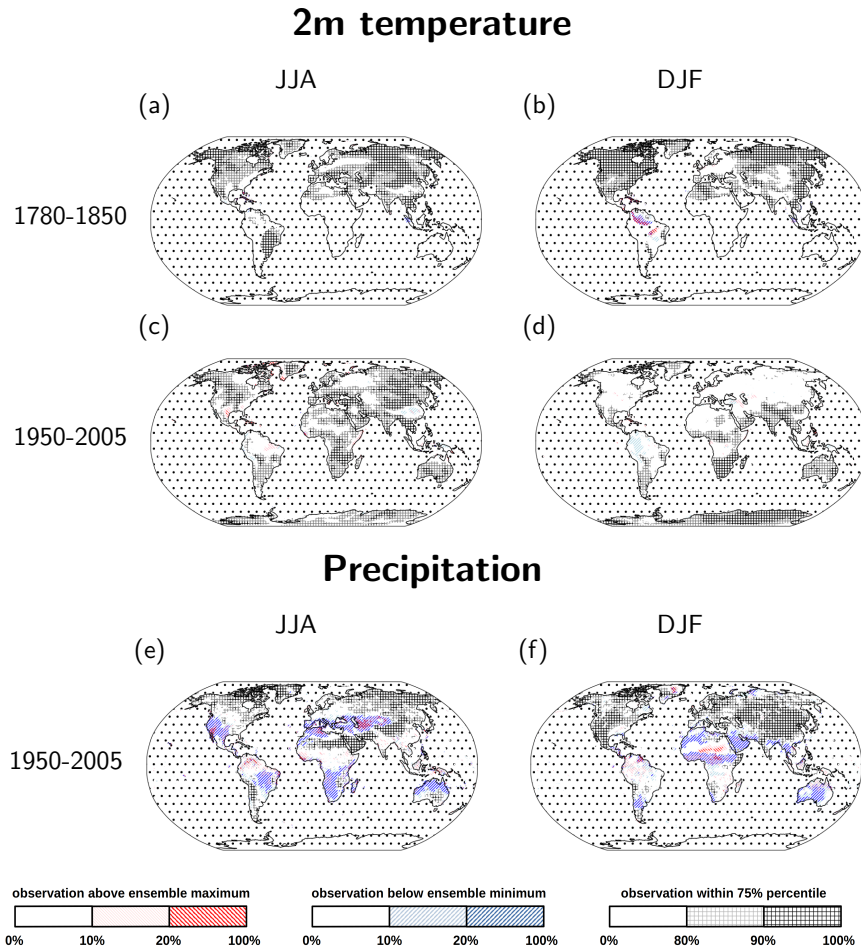 2m temperature
JJA DJF
(a) (b)
1780-1850
(c) (d)
1950-2005
Precipitation
JJA DJF
(e) (f)
1950-2005
observation above ensemble maximum observation below ensemble minimum observation within 75% percentile
0% 10% 20% 100% 0% 10% 20% 100% 0% 80% 90% 100%